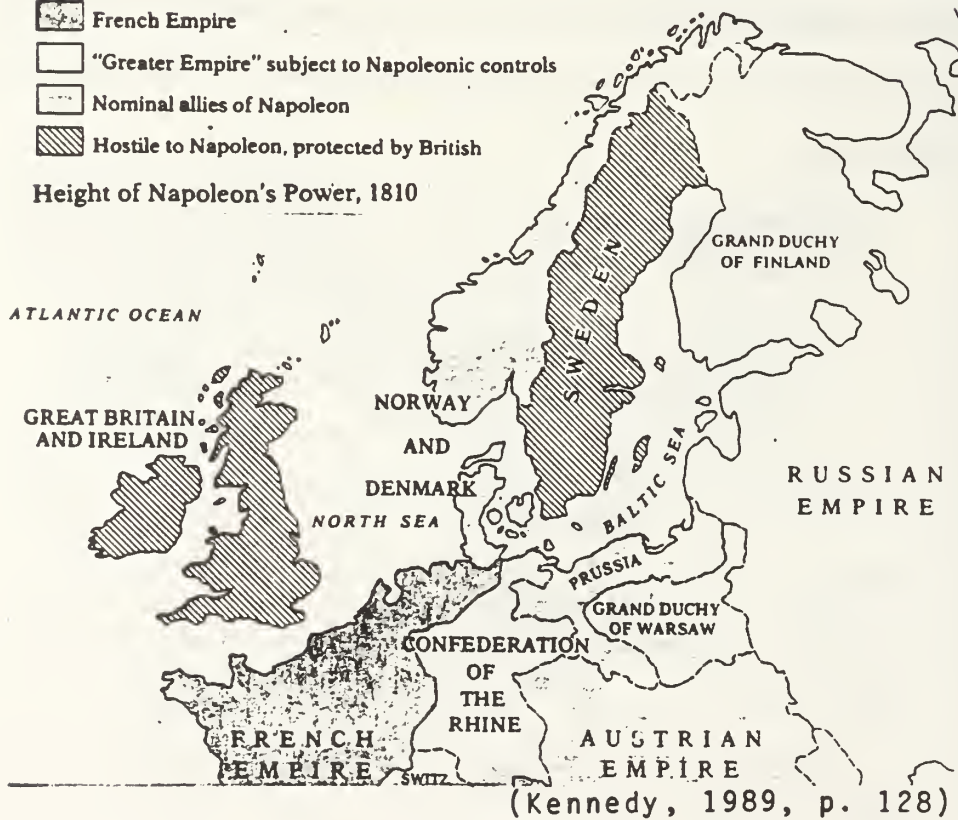 French Empire
"Greater Empire" subject to Napoleonic controls
Nominal allies of Napoleon
Hostile to Napoleon, protected by British
Height of Napoleon's Power, 1810
GRAND DUCHY
OF FINLAND
ATLANTIC OCEAN
SWEDEN
GREAT BRITAIN
AND IRELAND
NORWAY
AND
DENMARK
NORTH SEA
BALTIC SEA
RUSSIAN
EMPIRE
PRUSSIA
GRAND DUCHY
OF WARSAW
CONFEDERATION
OF
THE
RHINE
FRENCH
EMPIRE
SWITZ
AUSTRIAN
EMPIRE
(Kennedy, 1989, p. 128)